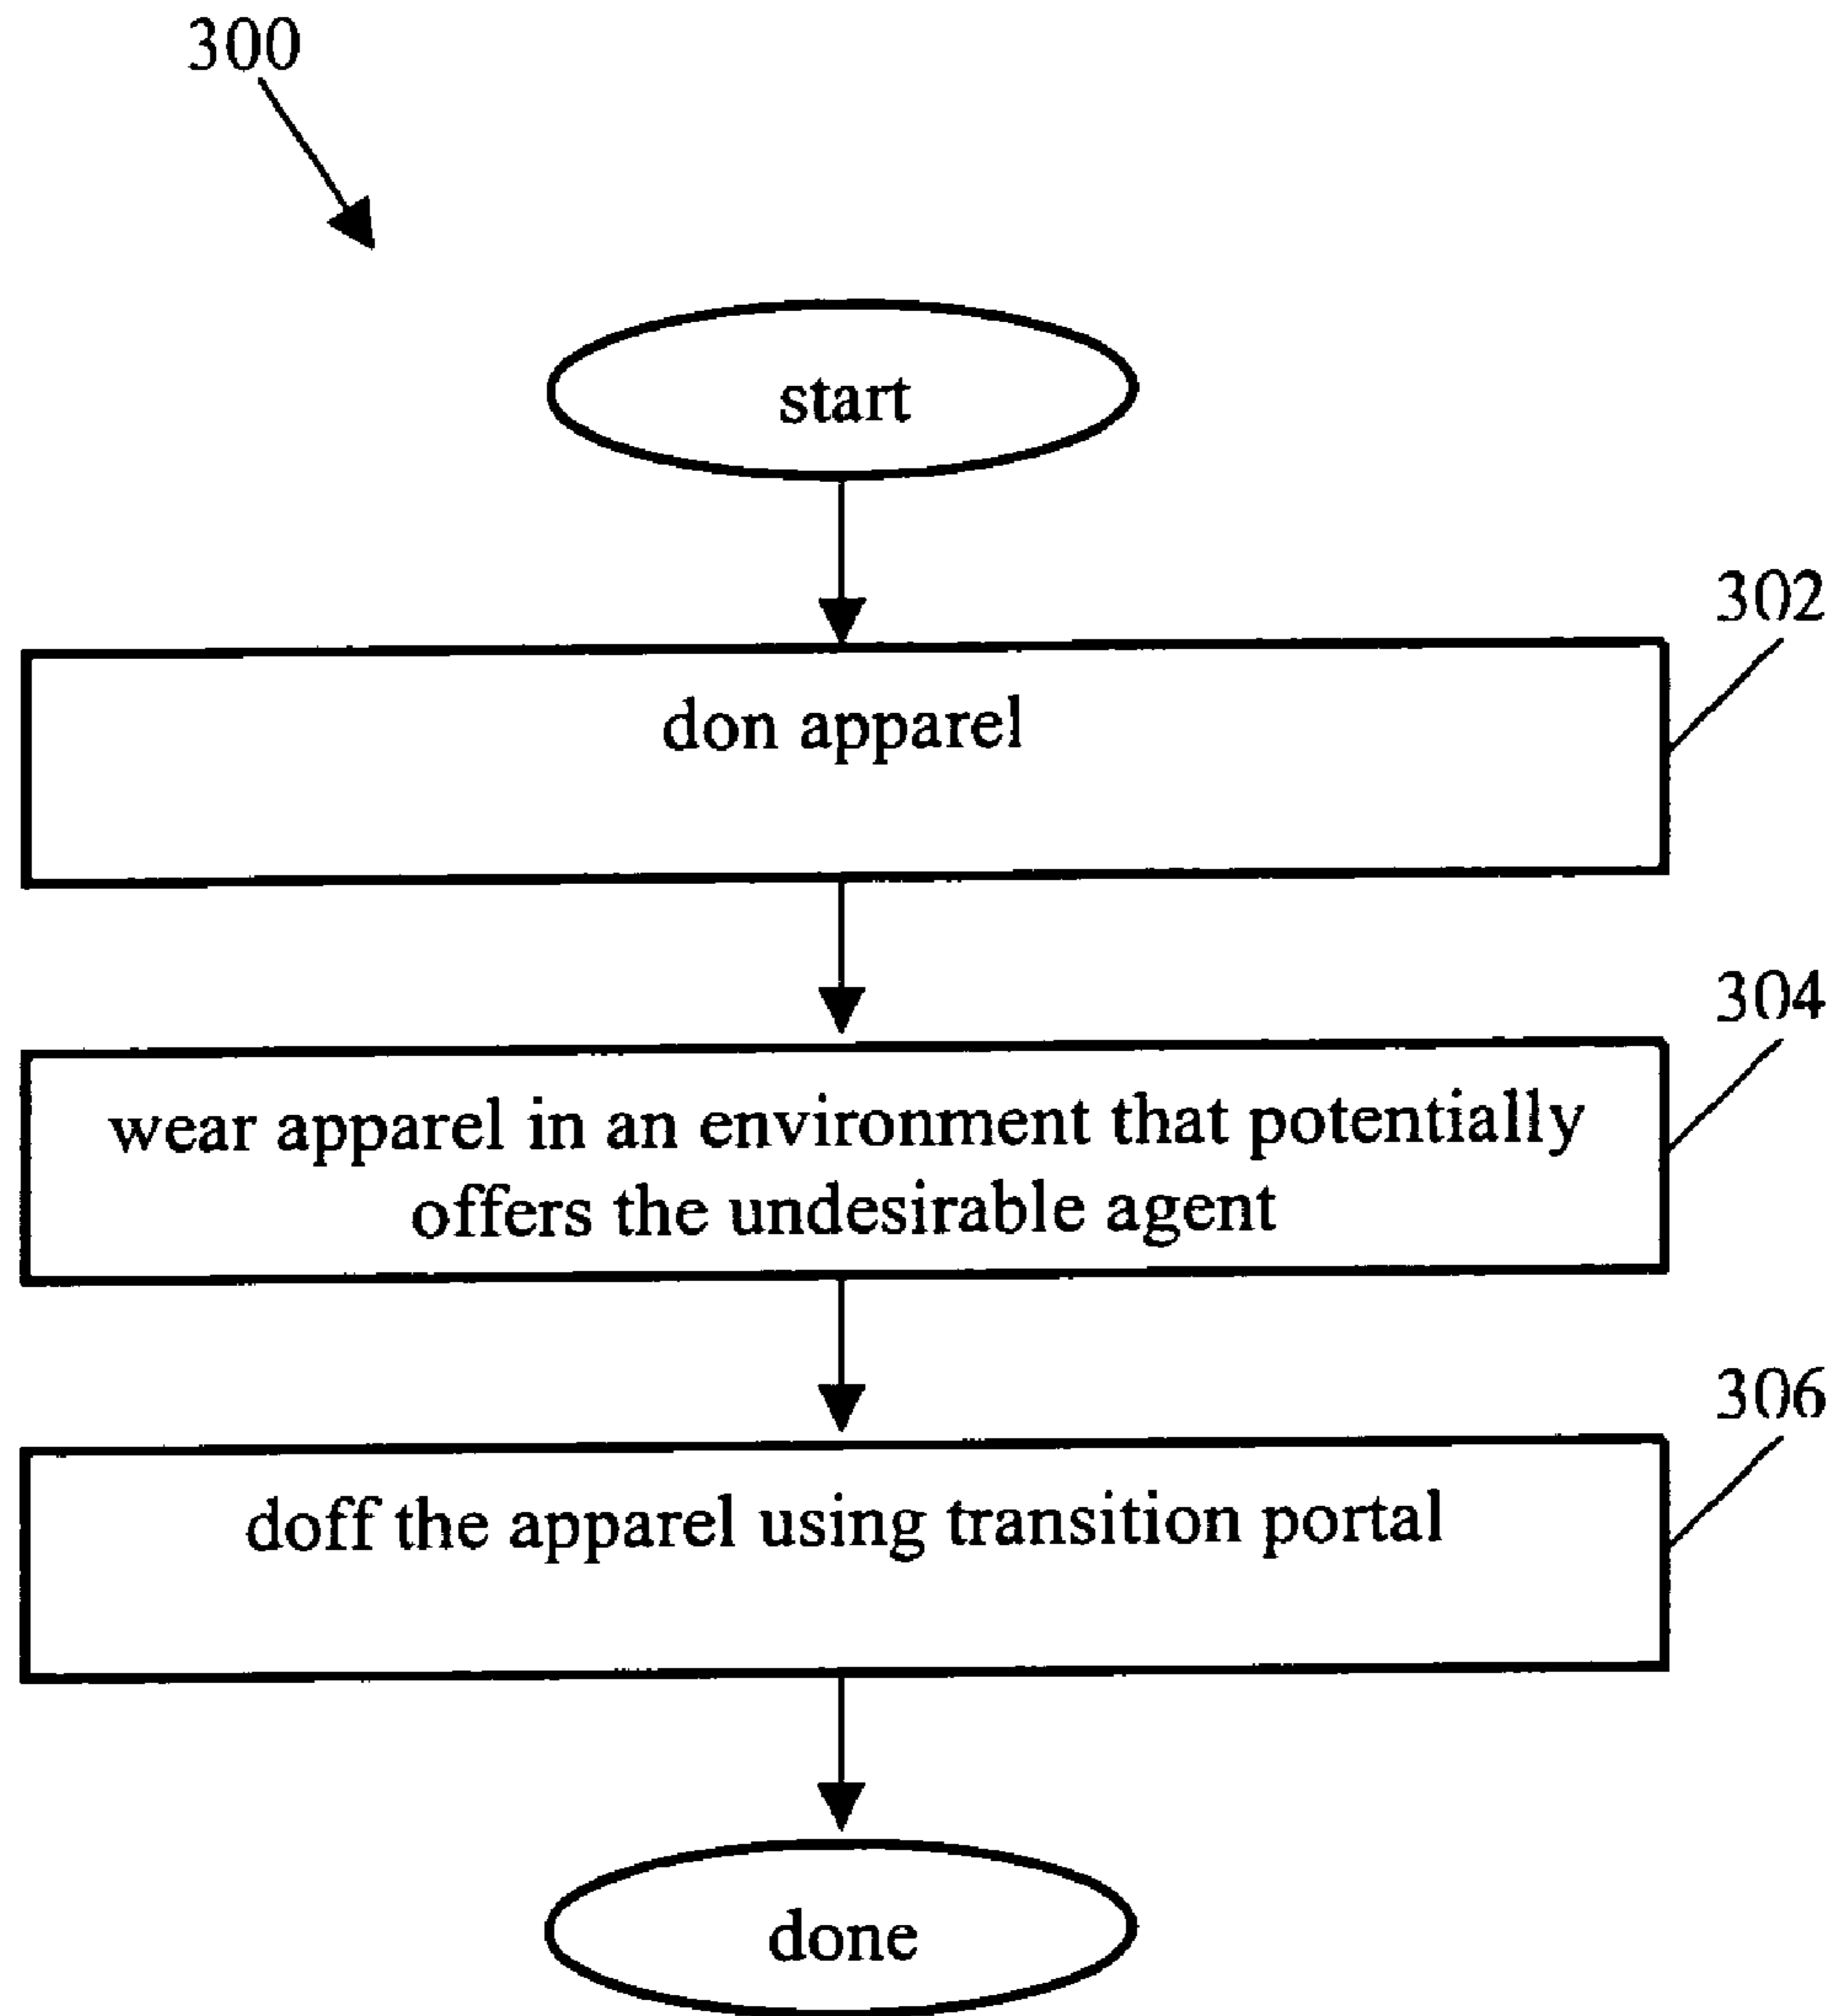 300
start
302
don apparel
304
wear apparel in an environment that potentially
offers the undesirable agent
306
doff the apparel using transition portal
done